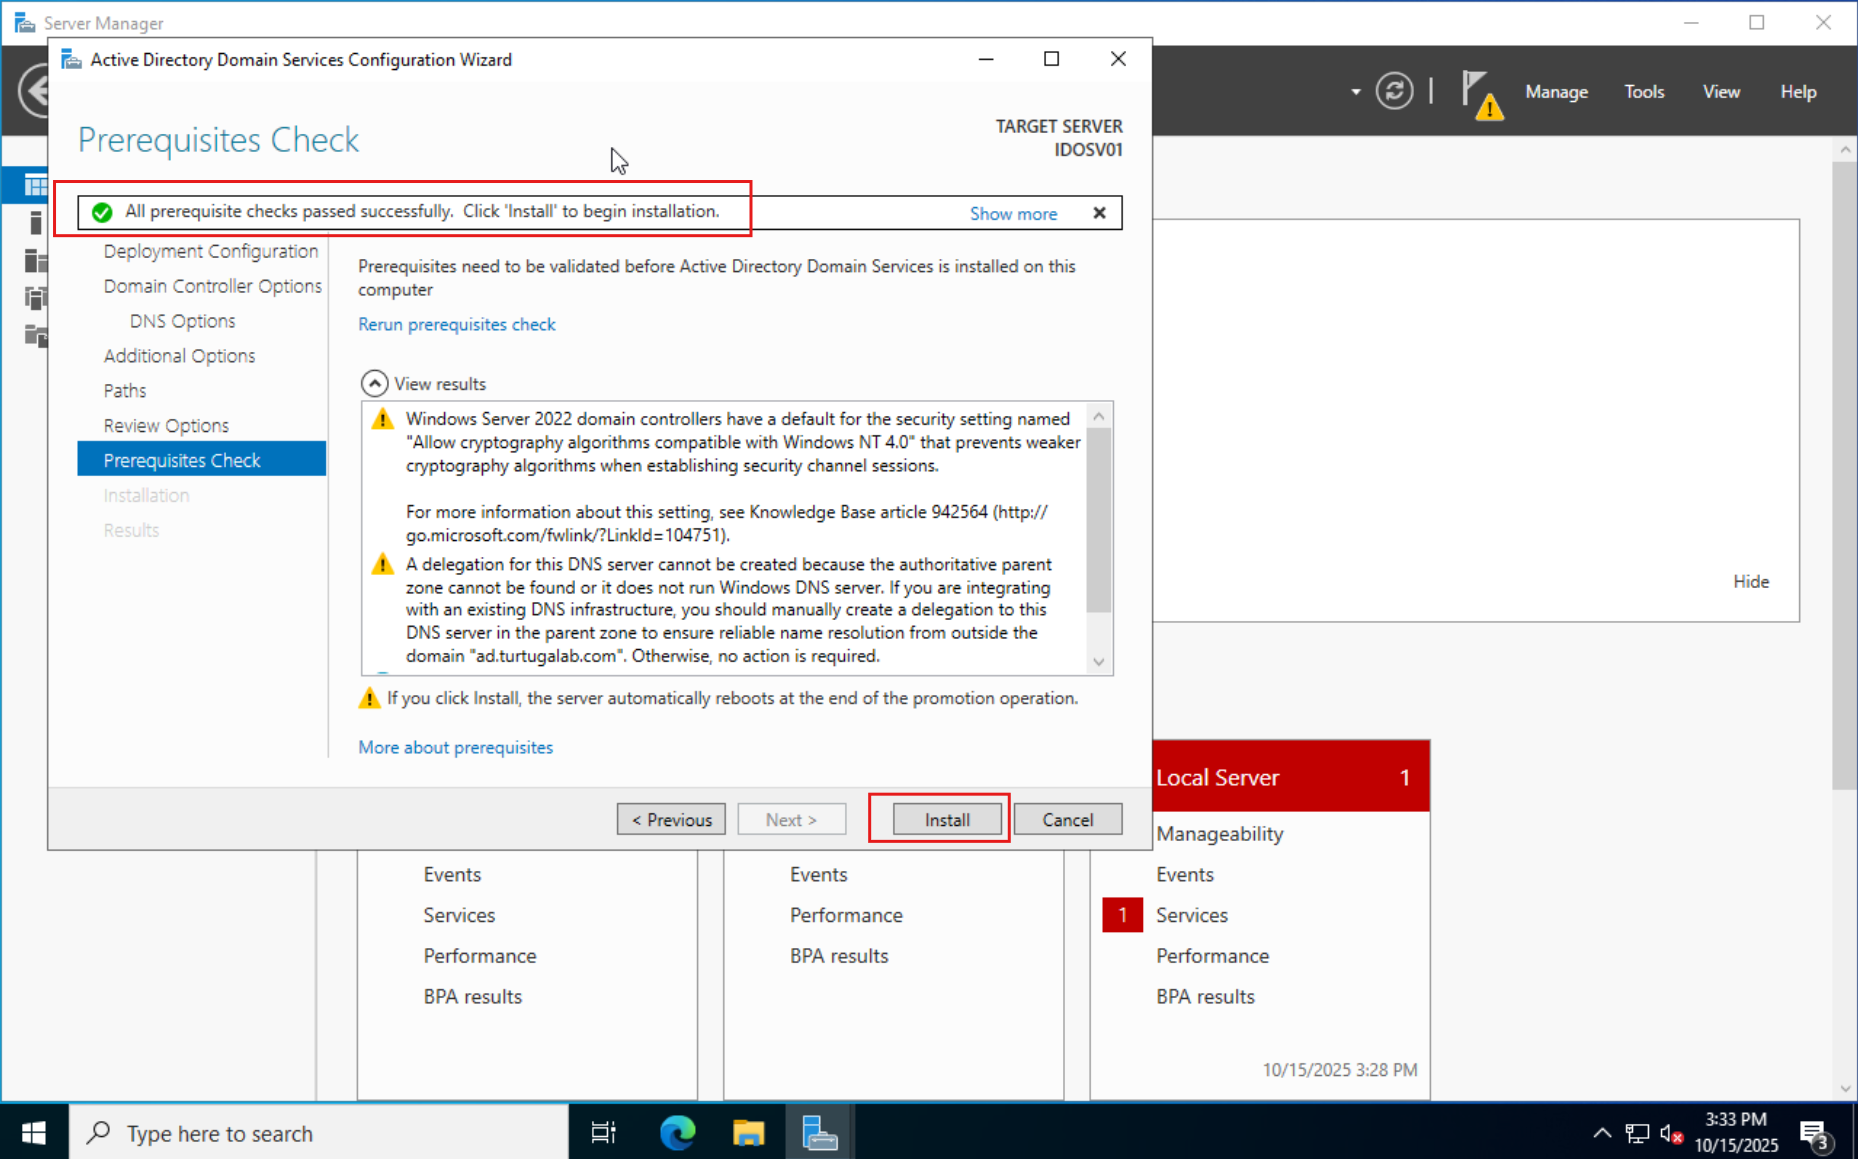 Server Manager
Active Directory Domain Services Configuration Wizard
Manage
Tools
View
Help
Prerequisites Check
TARGET SERVER
IDOSV01
All prerequisite checks passed successfully.  Click 'Install' to begin installation.
Show more
Deployment Configuration
Domain Controller Options
DNS Options
Additional Options
Paths
Review Options
Prerequisites Check
Installation
Results
Prerequisites need to be validated before Active Directory Domain Services is installed on this
computer
Rerun prerequisites check
View results
Windows Server 2022 domain controllers have a default for the security setting named
"Allow cryptography algorithms compatible with Windows NT 4.0" that prevents weaker
cryptography algorithms when establishing security channel sessions.
For more information about this setting, see Knowledge Base article 942564 (http://
go.microsoft.com/fwlink/?LinkId=104751).
A delegation for this DNS server cannot be created because the authoritative parent
zone cannot be found or it does not run Windows DNS server. If you are integrating
with an existing DNS infrastructure, you should manually create a delegation to this
DNS server in the parent zone to ensure reliable name resolution from outside the
domain "ad.turtugalab.com". Otherwise, no action is required.
If you click Install, the server automatically reboots at the end of the promotion operation.
More about prerequisites
< Previous
Next >
Install
Cancel
Hide
Events
Services
Performance
BPA results
Events
Performance
BPA results
Local Server 1
Manageability
Events
1 Services
Performance
BPA results
10/15/2025 3:28 PM
Type here to search
3:33 PM
10/15/2025
3